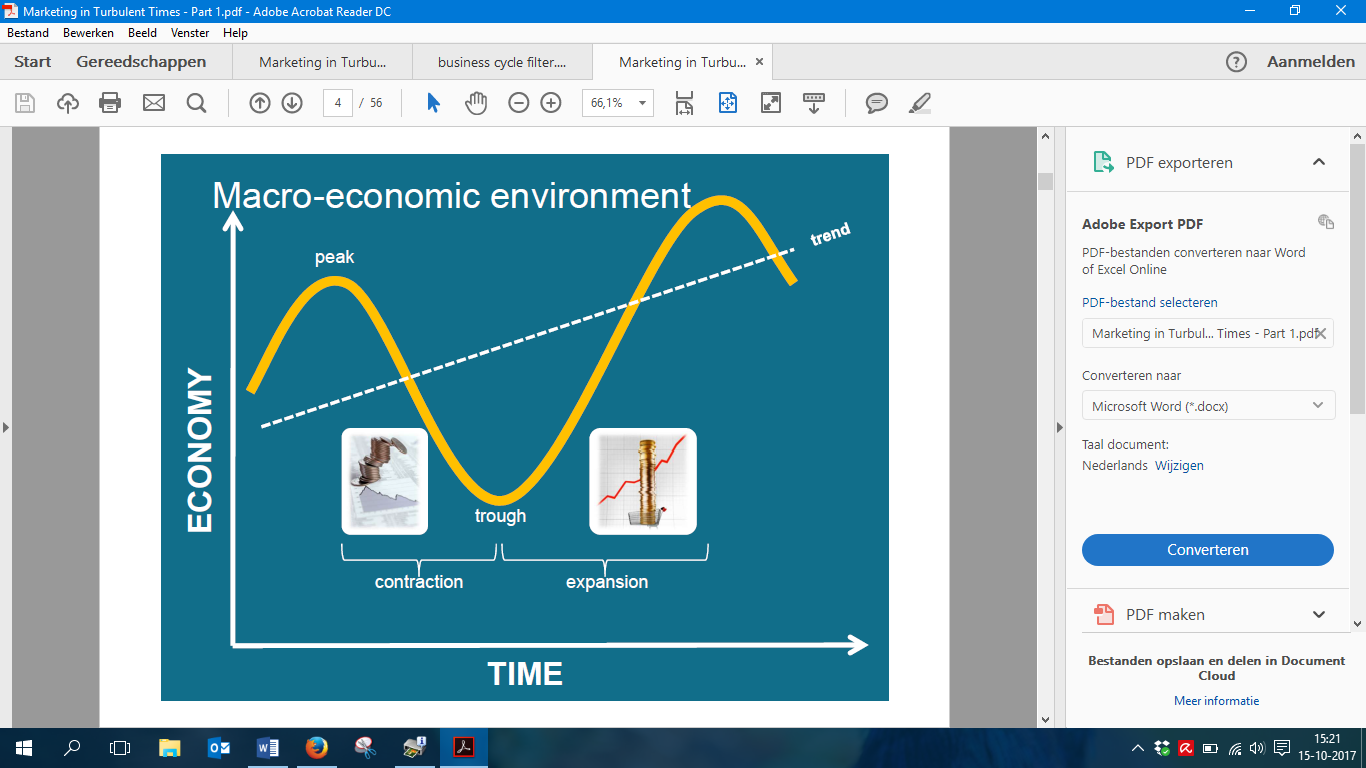 Marketing in Turbulent Times - Part 1.pdf - Adobe Acrobat Reader DC
Bestand Bewerken Beeld Venster Help
Start Gereedschappen Marketing in Turbu... business cycle filter.... Marketing in Turbu... Aanmelden
4 / 56 66,1%
Macro-economic environment
trend
peak
ECONOMY
trough
contraction expansion
TIME
PDF exporteren
Adobe Export PDF
PDF-bestanden converteren naar Word
of Excel Online
PDF-bestand selecteren
Marketing in Turbul... Times - Part 1.pdf
Converteren naar
Microsoft Word (*.docx)
Taal document:
Nederlands Wijzigen
Converteren
PDF maken
Bestanden opslaan en delen in Document
Cloud
Meer informatie
15:21
15-10-2017